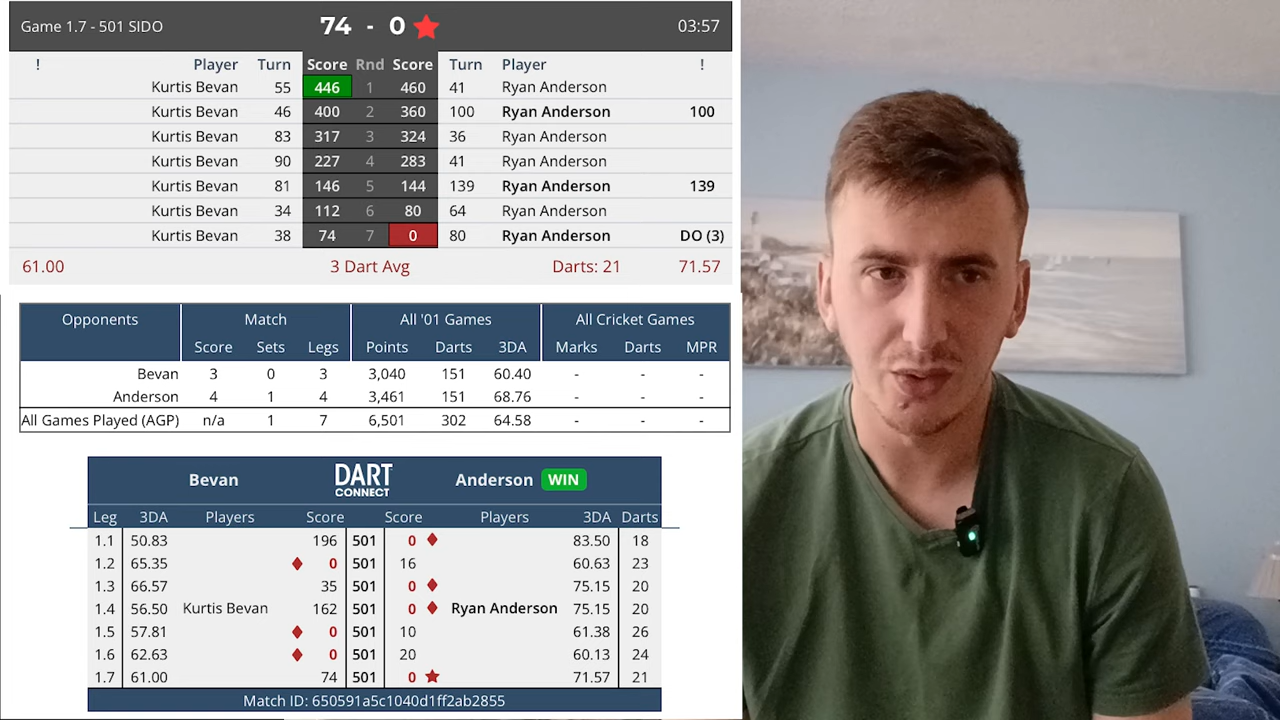 Game 1.7 - 501 SIDO 74 - 0 03:57
! Player Turn Score Rnd Score Turn Player !
Kurtis Bevan 55 446 1 460 41 Ryan Anderson
Kurtis Bevan 46 400 2 360 100 Ryan Anderson 100
Kurtis Bevan 83 317 3 324 36 Ryan Anderson
Kurtis Bevan 90 227 4 283 41 Ryan Anderson
Kurtis Bevan 81 146 5 144 139 Ryan Anderson 139
Kurtis Bevan 34 112 6 80 64 Ryan Anderson
Kurtis Bevan 38 74 7 0 80 Ryan Anderson DO (3)
61.00 3 Dart Avg Darts: 21 71.57
Opponents Match All '01 Games All Cricket Games
Score Sets Legs Points Darts 3DA Marks Darts MPR
Bevan 3 0 3 3,040 151 60.40 - - -
Anderson 4 1 4 3,461 151 68.76 - - -
All Games Played (AGP) n/a 1 7 6,501 302 64.58 - - -
Bevan DART CONNECT Anderson WIN
Leg 3DA Players Score Score Players 3DA Darts
1.1 50.83 196 501 0 83.50 18
1.2 65.35 0 501 16 60.63 23
1.3 66.57 35 501 0 75.15 20
1.4 56.50 Kurtis Bevan 162 501 0 Ryan Anderson 75.15 20
1.5 57.81 0 501 10 61.38 26
1.6 62.63 0 501 20 60.13 24
1.7 61.00 74 501 0 71.57 21
Match ID: 650591a5c1040d1ff2ab2855